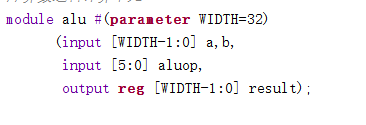 module alu #(parameter WIDTH=32)
(input [WIDTH-1:0] a,b,
input [5:0] aluop,
output reg [WIDTH-1:0] result);